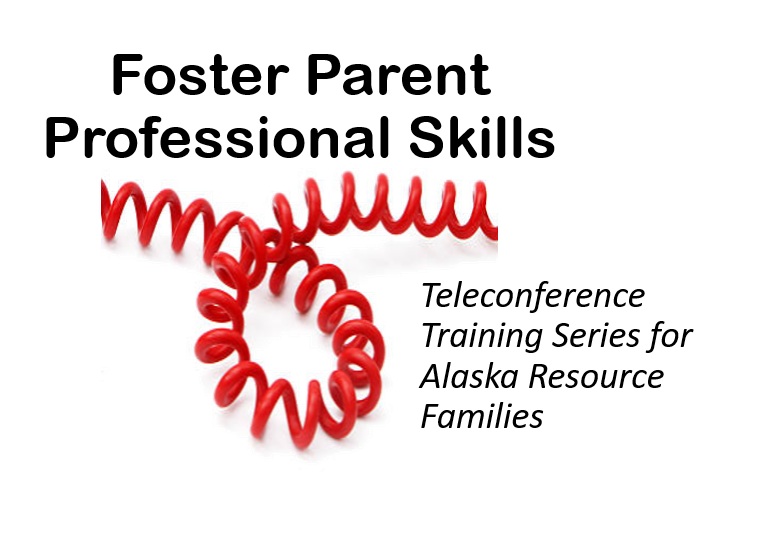 Foster Parent
Professional Skills
Teleconference
Training Series for
Alaska Resource
Families